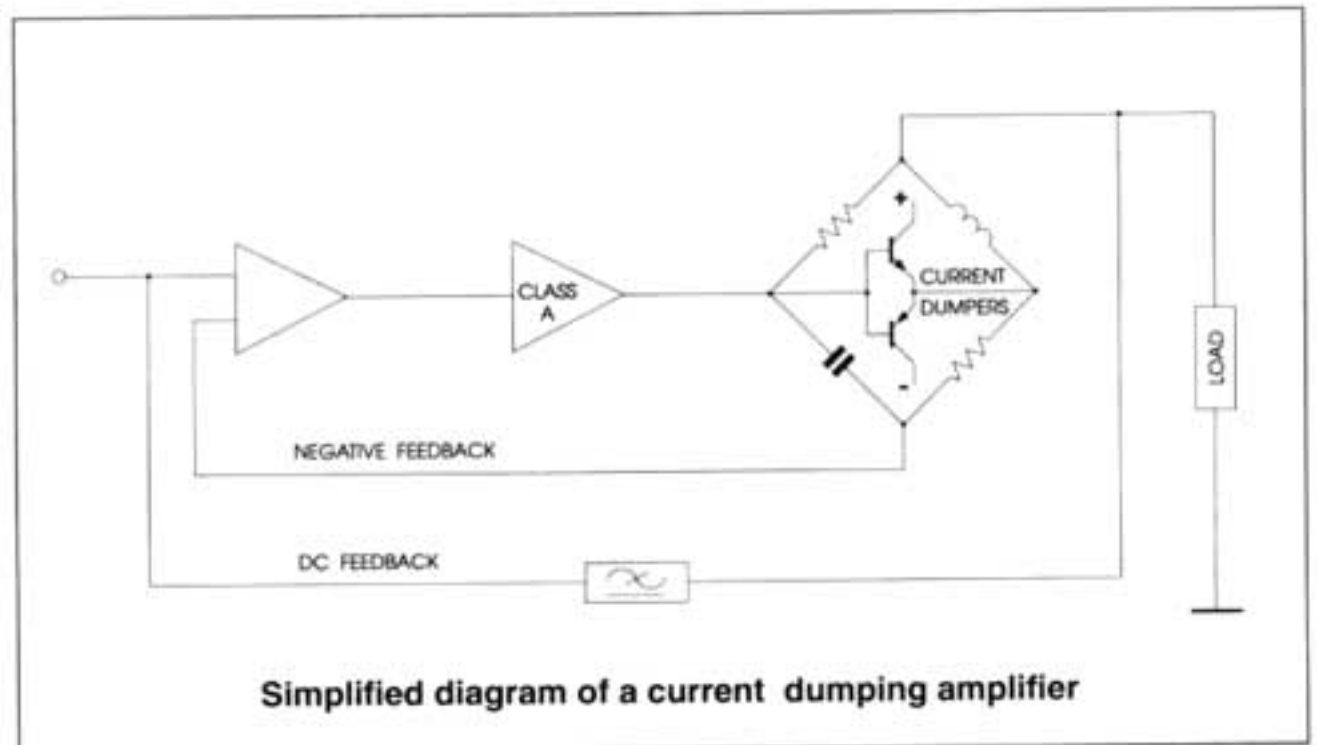 +
CLASS
A
CURRENT
DUMPERS
-
LOAD
NEGATIVE FEEDBACK
DC FEEDBACK
Simplified diagram of a current dumping amplifier